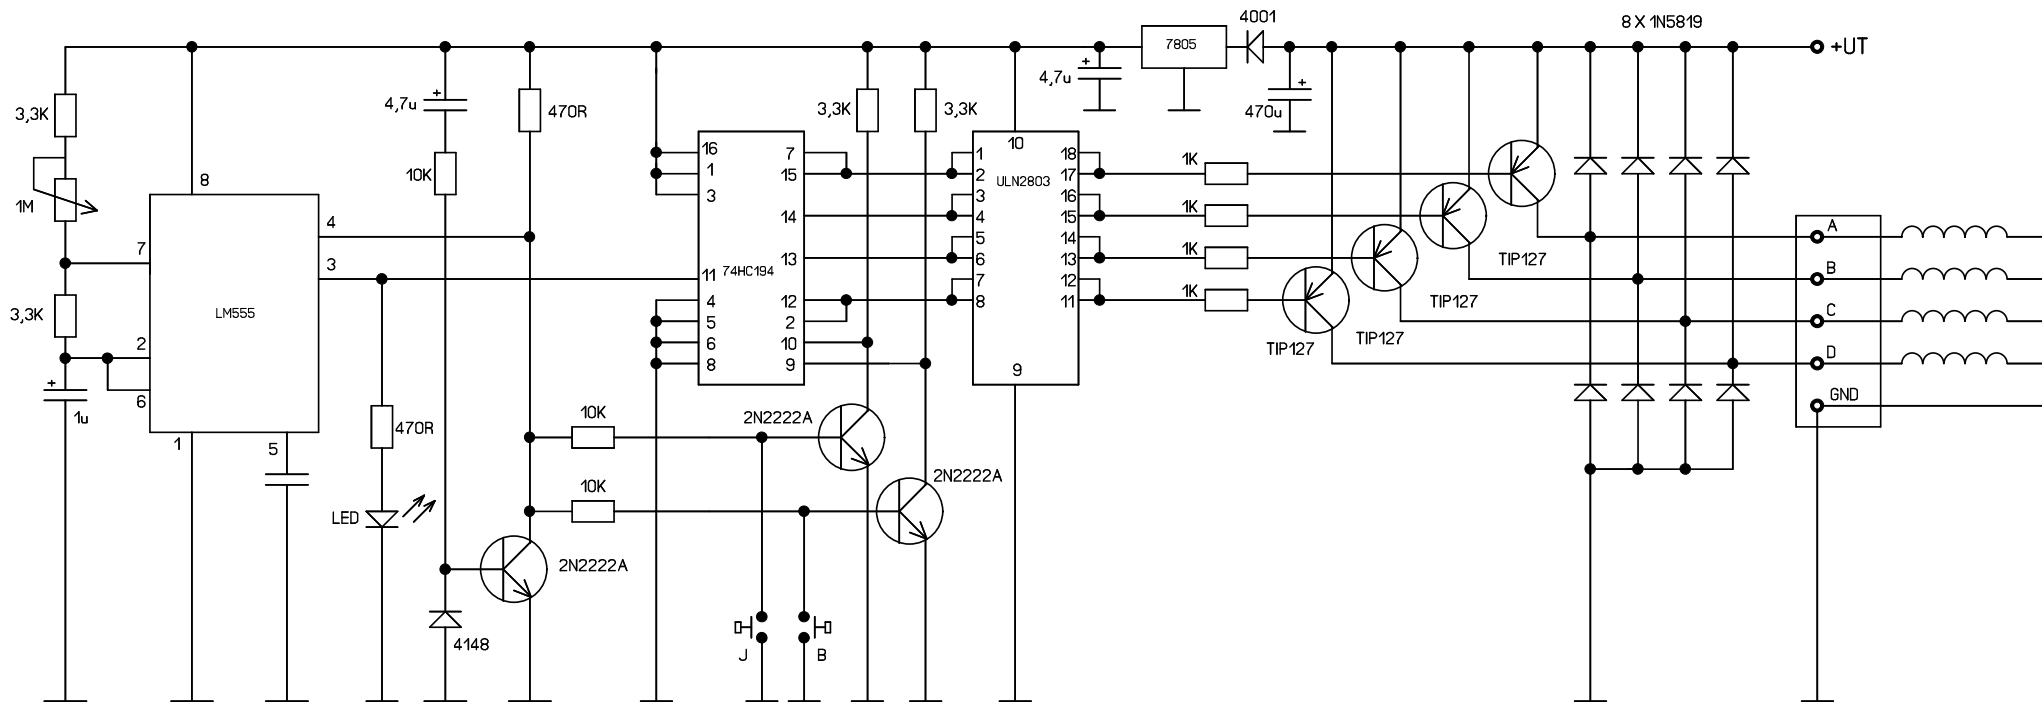 4001
8 X 1N5819
7805
+UT
+
4,7u
+
470u
3,3K
+
4,7u
470R
3,3K
3,3K
10K
1M
8
7
4
3
2
6
1
5
LM555
3,3K
+
1u
470R
LED
4148
2N2222A
10K
10K
16
1
3
11
4
5
6
8
74HC194
7
15
14
13
12
2
10
9
2N2222A
2N2222A
J
B
10
ULN2803
1
2
3
4
5
6
7
8
9
18
17
16
15
14
13
12
11
1K
1K
1K
1K
TIP127
TIP127
TIP127
TIP127
A
B
C
D
GND